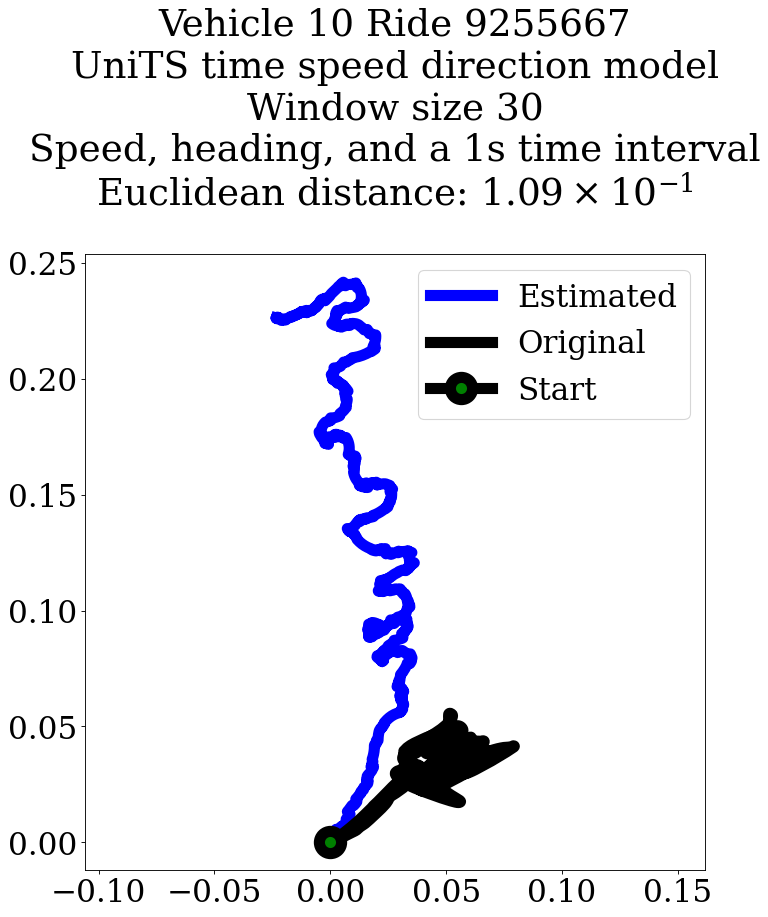 Vehicle 10 Ride 9255667
UniTS time speed direction model
Window size 30
Speed, heading, and a 1s time interval
Euclidean distance: 1.09 × 10⁻¹
Estimated
Original
Start
0.25
0.20
0.15
0.10
0.05
0.00
−0.10 −0.05 0.00 0.05 0.10 0.15